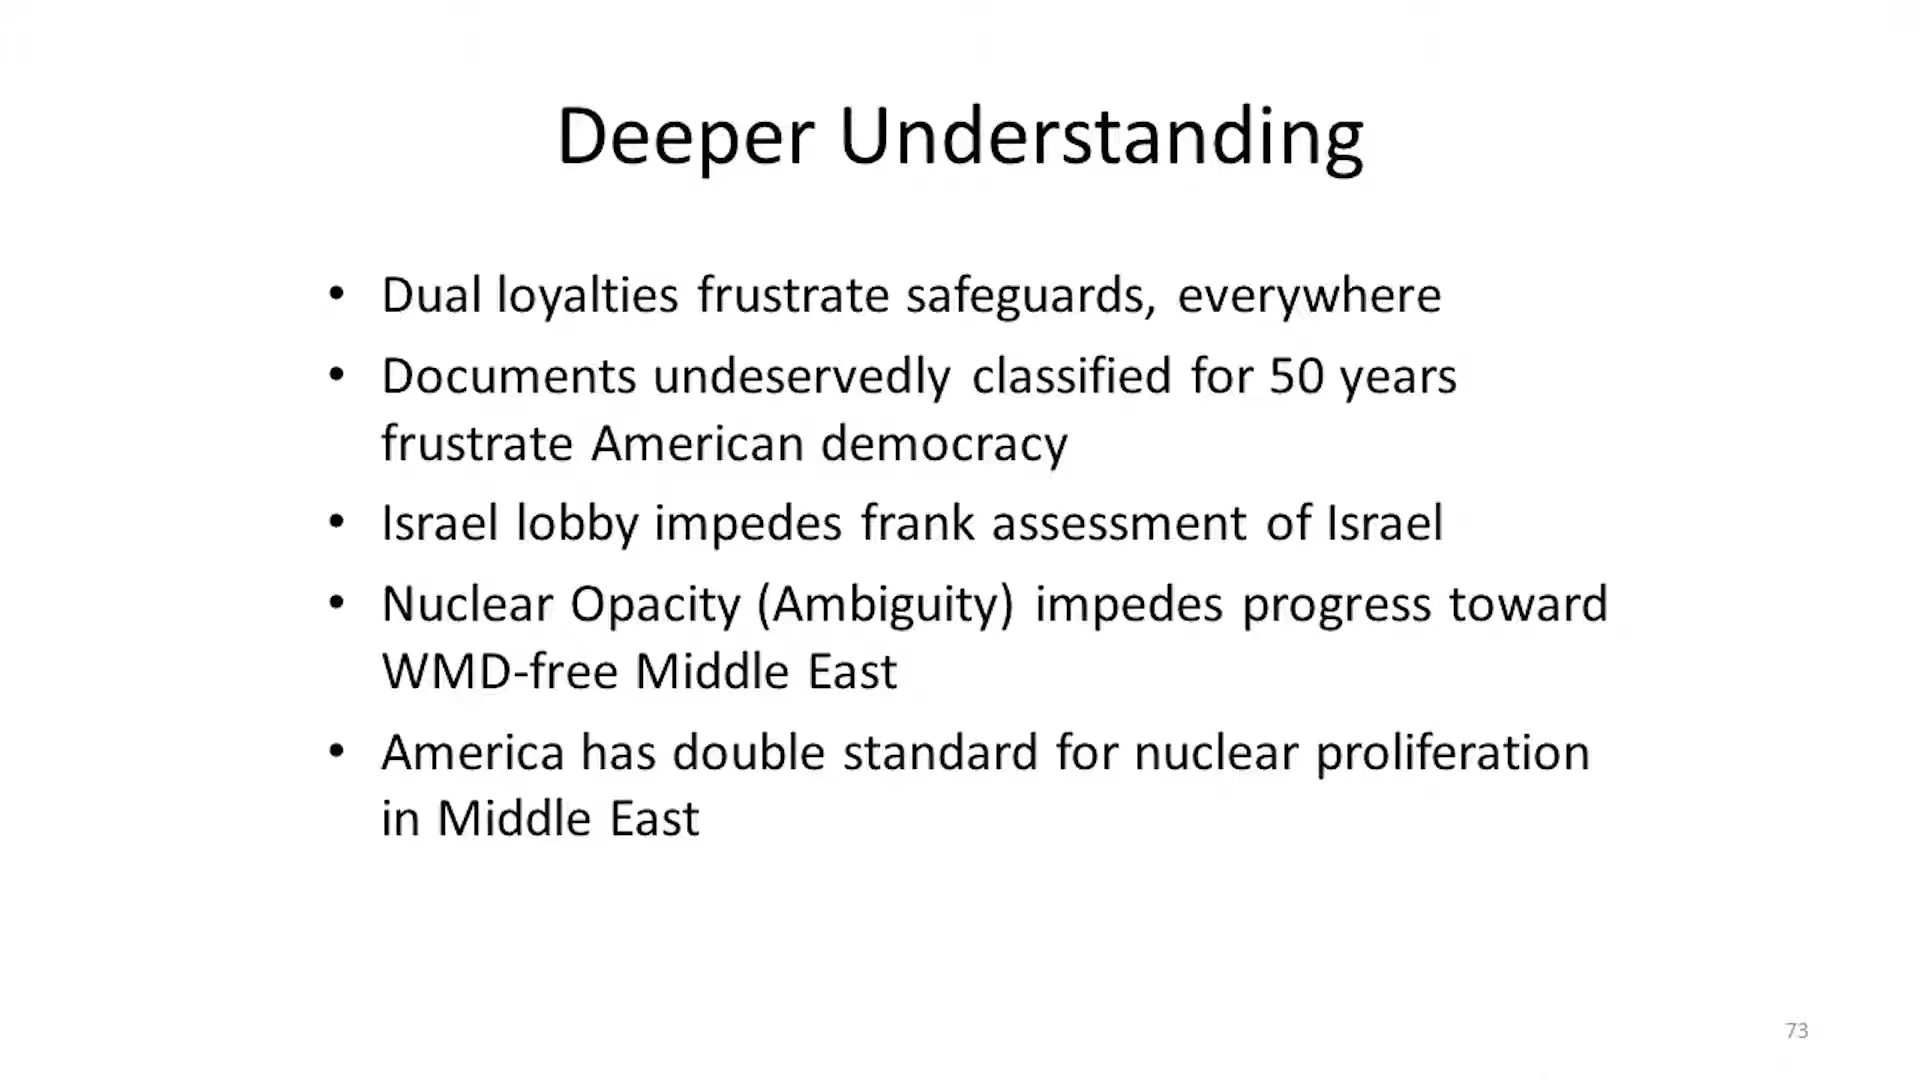 Deeper Understanding
• Dual loyalties frustrate safeguards, everywhere
• Documents undeservedly classified for 50 years
frustrate American democracy
• Israel lobby impedes frank assessment of Israel
• Nuclear Opacity (Ambiguity) impedes progress toward
WMD-free Middle East
• America has double standard for nuclear proliferation
in Middle East
73